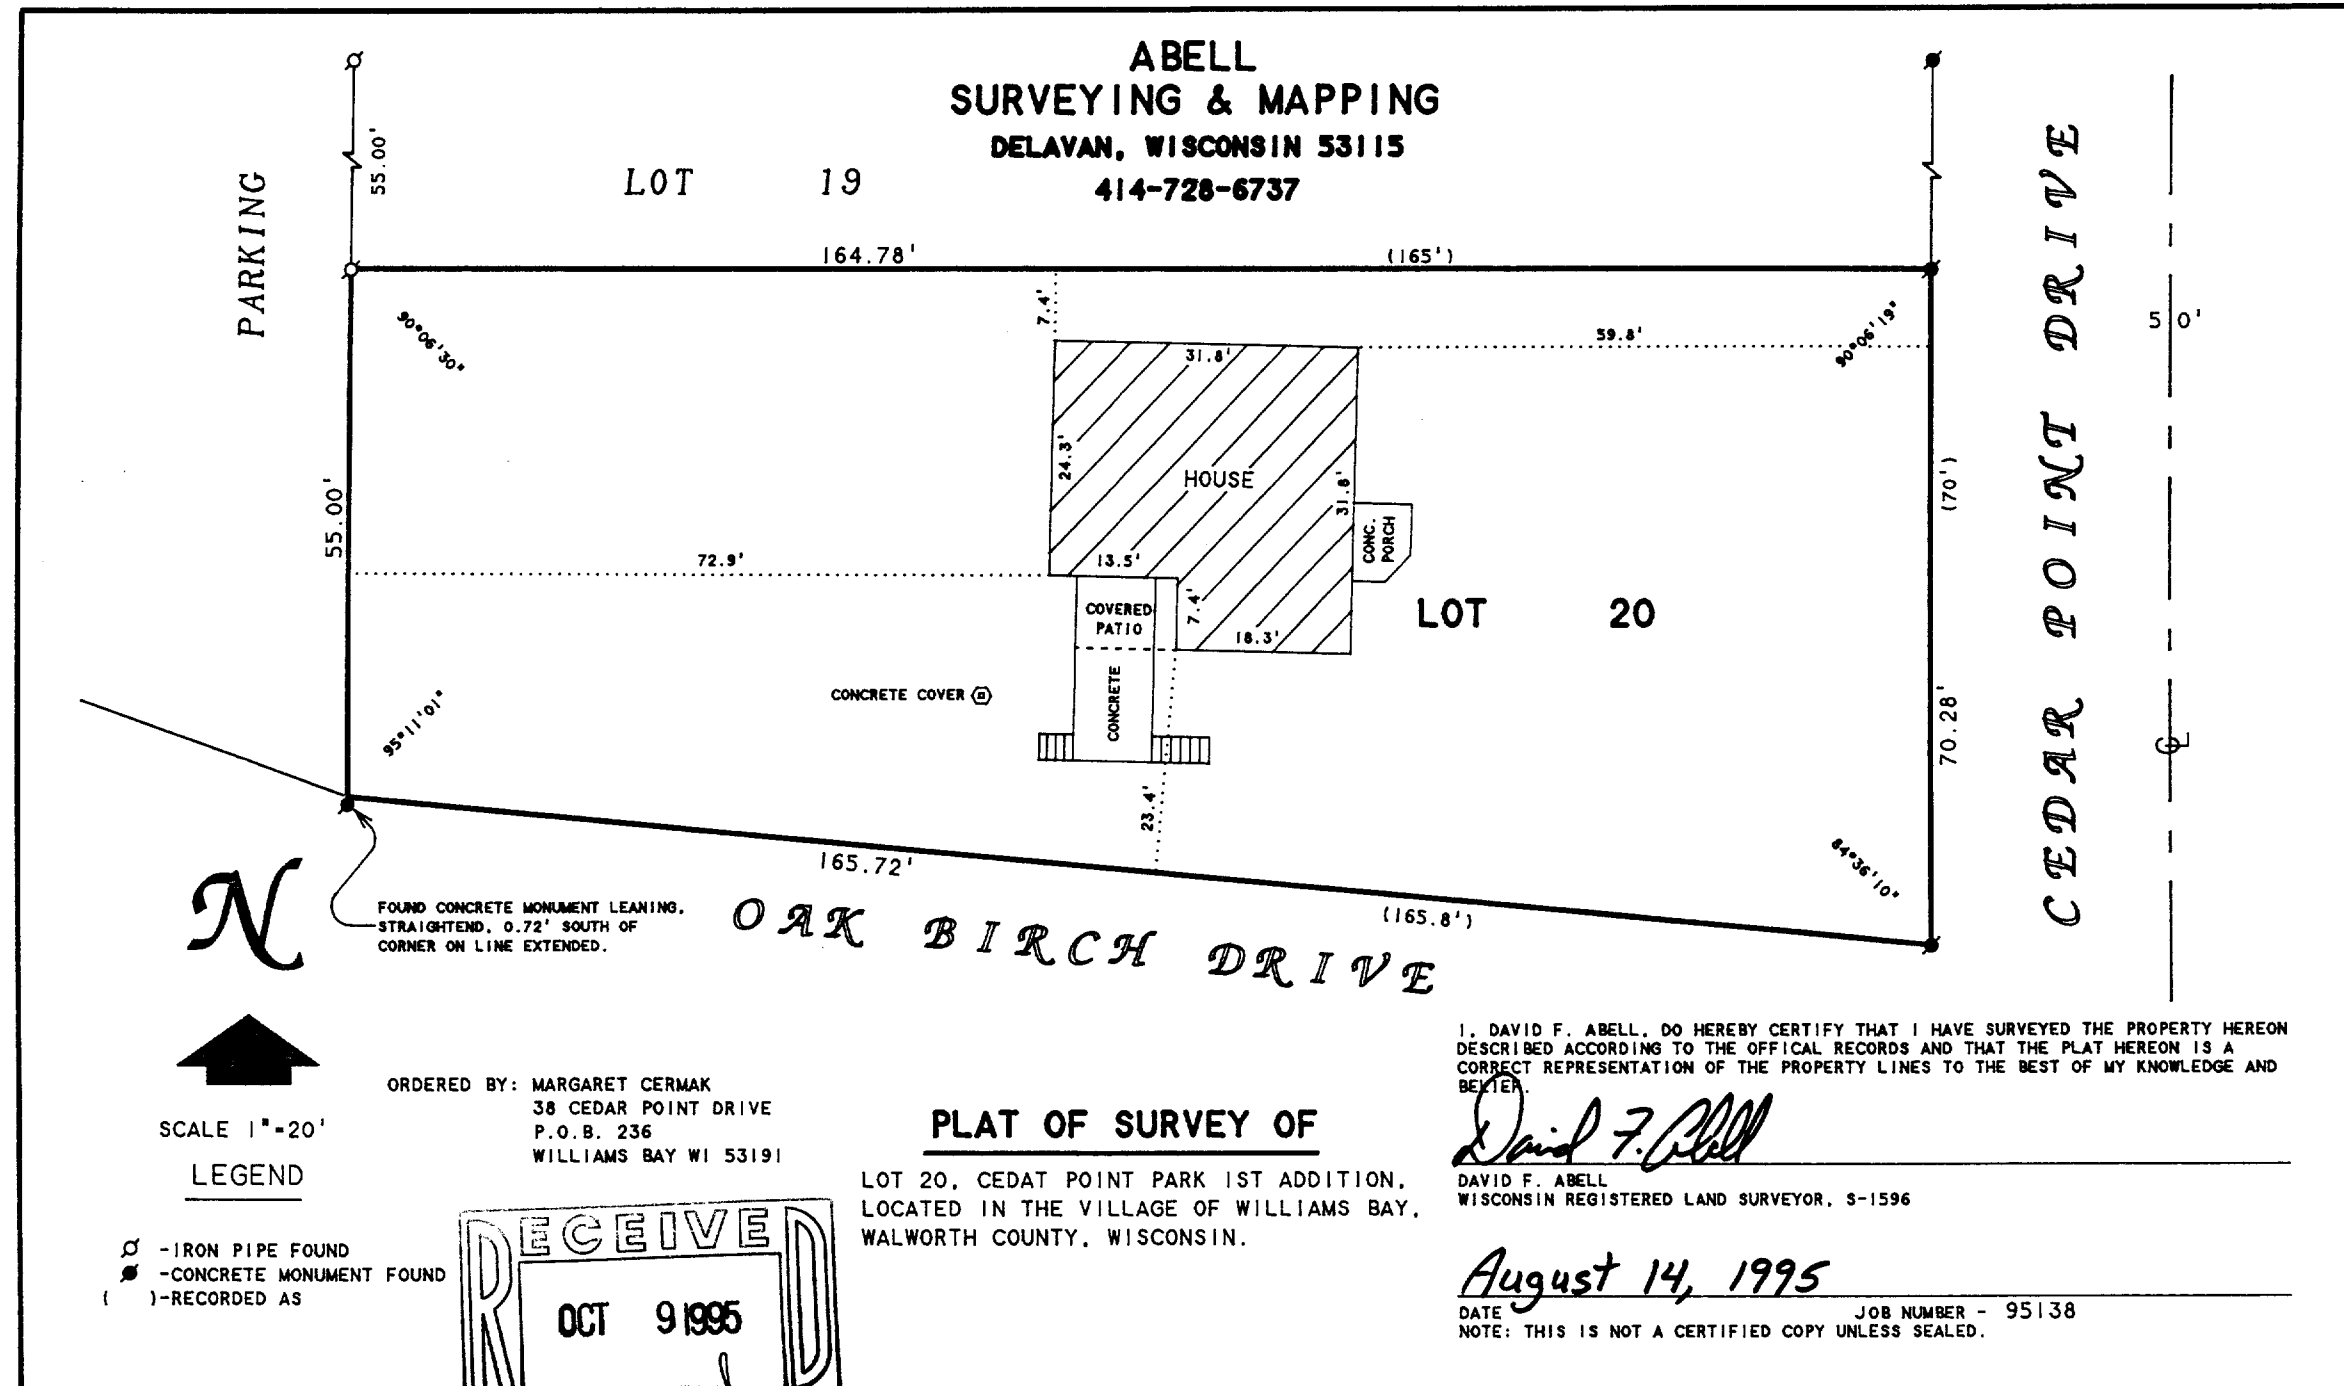 ABELL
SURVEYING & MAPPING
DELAVAN, WISCONSIN 53115
414-728-6737
55.00'
PARKING
LOT 19
CEDAR POINT DRIVE
164.78'
(165')
7.4'
90°06'30"
59.8'
90°06'19"
50'
31.8'
24.3'
HOUSE
31.8'
(70')
55.00'
CONC.
PORCH
72.9'
13.5'
COVERED
PATIO
7.4'
18.3'
LOT 20
CONCRETE COVER
CONCRETE
95°11'01"
70.28'
CL
23.4'
84°36'10"
165.72'
(165.8')
N
FOUND CONCRETE MONUMENT LEANING,
STRAIGHTEND, 0.72' SOUTH OF
CORNER ON LINE EXTENDED.
OAK BIRCH DRIVE
SCALE 1"=20'
LEGEND
-IRON PIPE FOUND
-CONCRETE MONUMENT FOUND
( )-RECORDED AS
ORDERED BY: MARGARET CERMAK
38 CEDAR POINT DRIVE
P.O.B. 236
WILLIAMS BAY WI 53191
RECEIVED
OCT 9 1995
PLAT OF SURVEY OF
LOT 20, CEDAT POINT PARK 1ST ADDITION,
LOCATED IN THE VILLAGE OF WILLIAMS BAY,
WALWORTH COUNTY, WISCONSIN.
I, DAVID F. ABELL, DO HEREBY CERTIFY THAT I HAVE SURVEYED THE PROPERTY HEREON
DESCRIBED ACCORDING TO THE OFFICAL RECORDS AND THAT THE PLAT HEREON IS A
CORRECT REPRESENTATION OF THE PROPERTY LINES TO THE BEST OF MY KNOWLEDGE AND
BELIEF.
David F. Abell
DAVID F. ABELL
WISCONSIN REGISTERED LAND SURVEYOR, S-1596
August 14, 1995
DATE JOB NUMBER - 95138
NOTE: THIS IS NOT A CERTIFIED COPY UNLESS SEALED.